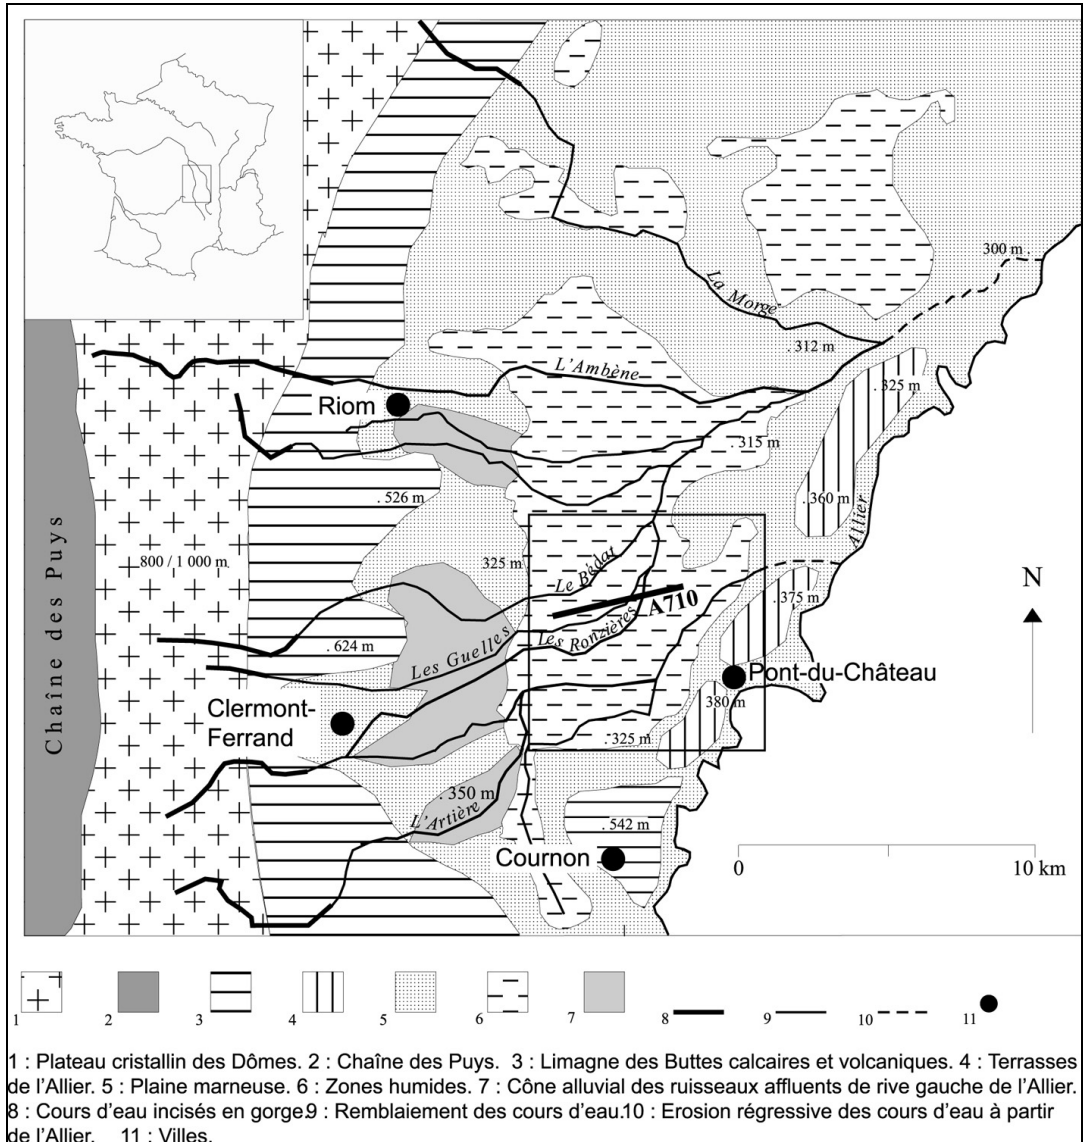 300 m
La Morge
. 312 m
L'Ambène
. 325 m
Riom
. 315 m
. 526 m
. 360 m
Allier
Chaîne des Puys
800 / 1 000 m
325 m
Le Bédat
N
A710
. 375 m
Les Ronzières
Les Guelles
. 624 m
Pont-du-Château
Clermont-
Ferrand
380 m
. 325 m
. 350 m
L'Artière
. 542 m
Cournon
0
10 km
1
2
3
4
5
6
7
8
9
10
11
1 : Plateau cristallin des Dômes. 2 : Chaîne des Puys. 3 : Limagne des Buttes calcaires et volcaniques. 4 : Terrasses
de l'Allier. 5 : Plaine marneuse. 6 : Zones humides. 7 : Cône alluvial des ruisseaux affluents de rive gauche de l'Allier.
8 : Cours d'eau incisés en gorge.9 : Remblaiement des cours d'eau.10 : Erosion régressive des cours d'eau à partir
de l'Allier. 11 : Villes.